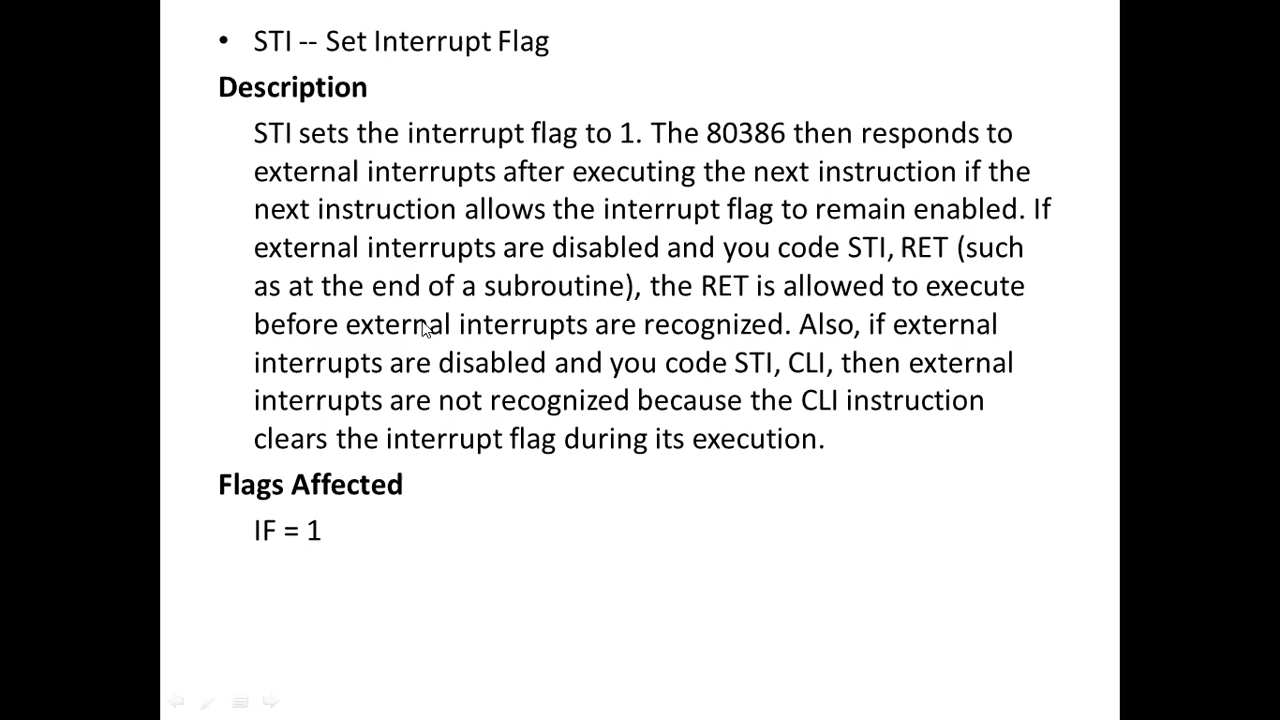 • STI -- Set Interrupt Flag
Description
STI sets the interrupt flag to 1. The 80386 then responds to
external interrupts after executing the next instruction if the
next instruction allows the interrupt flag to remain enabled. If
external interrupts are disabled and you code STI, RET (such
as at the end of a subroutine), the RET is allowed to execute
before external interrupts are recognized. Also, if external
interrupts are disabled and you code STI, CLI, then external
interrupts are not recognized because the CLI instruction
clears the interrupt flag during its execution.
Flags Affected
IF = 1